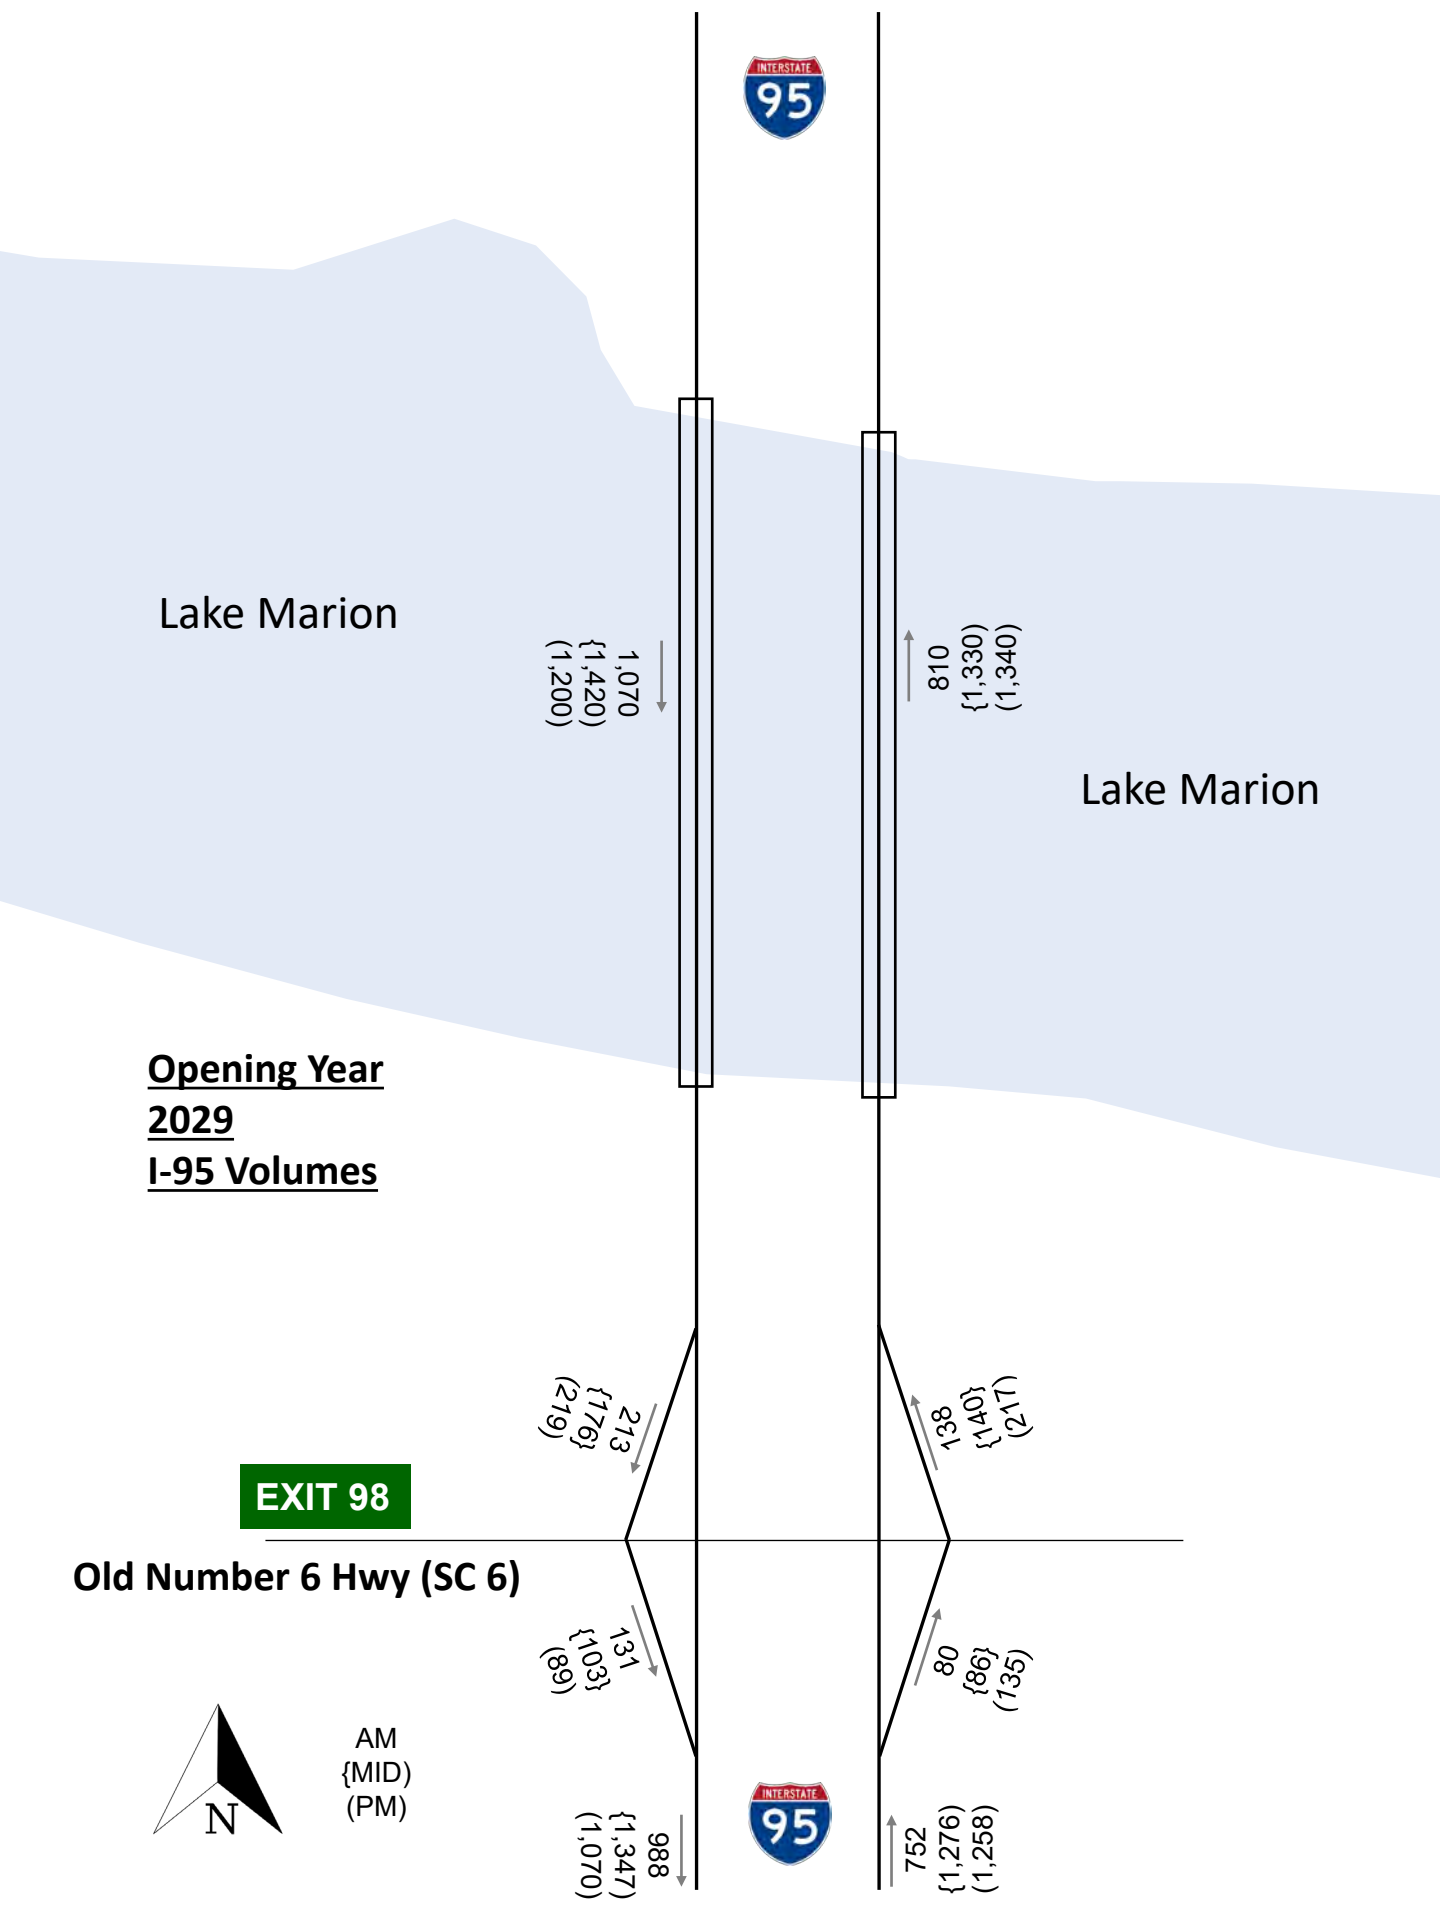 INTERSTATE
95
Lake Marion
1,070
{1,420)
(1,200)
810
{1,330)
(1,340)
Lake Marion
Opening Year
2029
I-95 Volumes
213
{176}
(219)
138
{140}
(217)
EXIT 98
Old Number 6 Hwy (SC 6)
131
{103}
(89)
80
{86}
(135)
N
AM
{MID)
(PM)
988
{1,347)
(1,070)
INTERSTATE
95
752
{1,276)
(1,258)